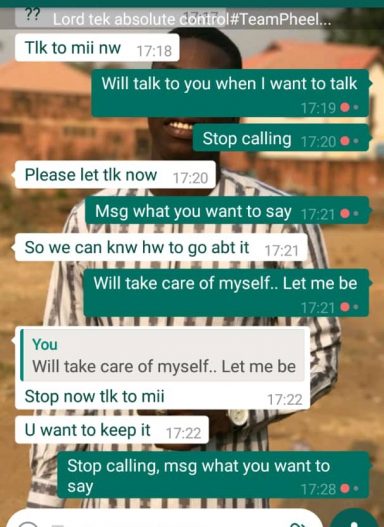 ?? 17:17
Lord tek absolute control#TeamPheel...
Tlk to mii nw 17:18
Will talk to you when I want to talk
17:19
Stop calling 17:20
Please let tlk now 17:20
Msg what you want to say 17:21
So we can knw hw to go abt it 17:21
Will take care of myself.. Let me be
17:21
You
Will take care of myself.. Let me be
Stop now tlk to mii 17:22
U want to keep it 17:22
Stop calling, msg what you want to
say 17:28